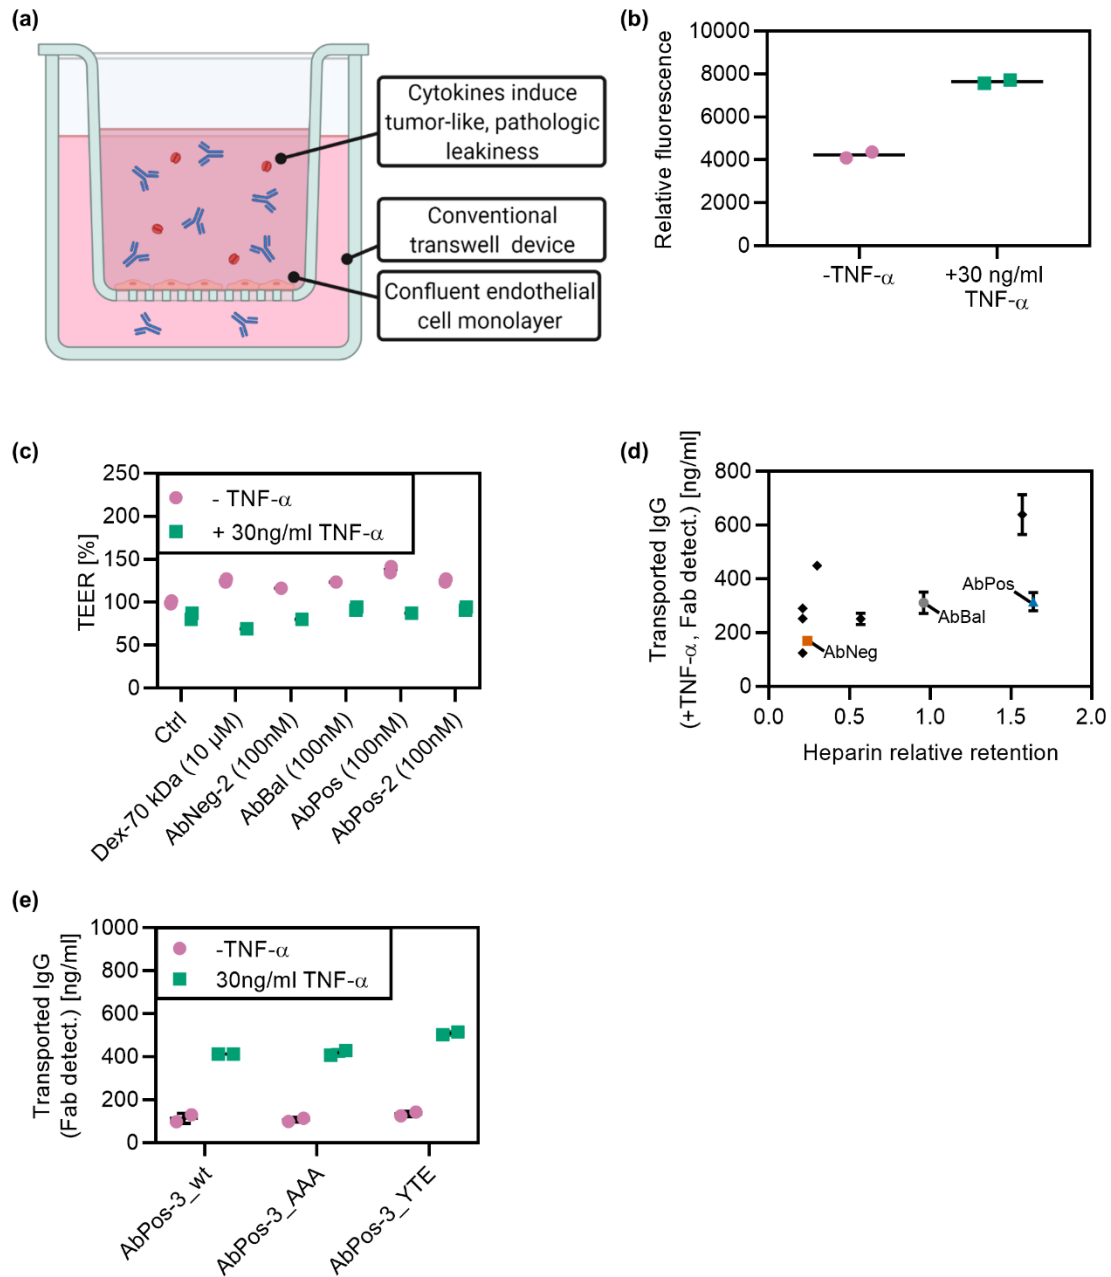 (a)
Cytokines induce
tumor-like, pathologic
leakiness
Conventional
transwell device
Confluent endothelial
cell monolayer
(b)
Relative fluorescence
10000
8000
6000
4000
2000
0
-TNF-α
+30 ng/ml
TNF-α
(c)
TEER [%]
250
200
150
100
50
0
- TNF-α
+ 30ng/ml TNF-α
Ctrl
Dex-70 kDa (10 µM)
AbNeg-2 (100nM)
AbBal (100nM)
AbPos (100nM)
AbPos-2 (100nM)
(d)
Transported IgG
(+TNF-α, Fab detect.) [ng/ml]
800
600
400
200
0
AbPos
AbBal
AbNeg
0.0
0.5
1.0
1.5
2.0
Heparin relative retention
(e)
Transported IgG
(Fab detect.) [ng/ml]
1000
800
600
400
200
0
-TNF-α
30ng/ml TNF-α
AbPos-3_wt
AbPos-3_AAA
AbPos-3_YTE